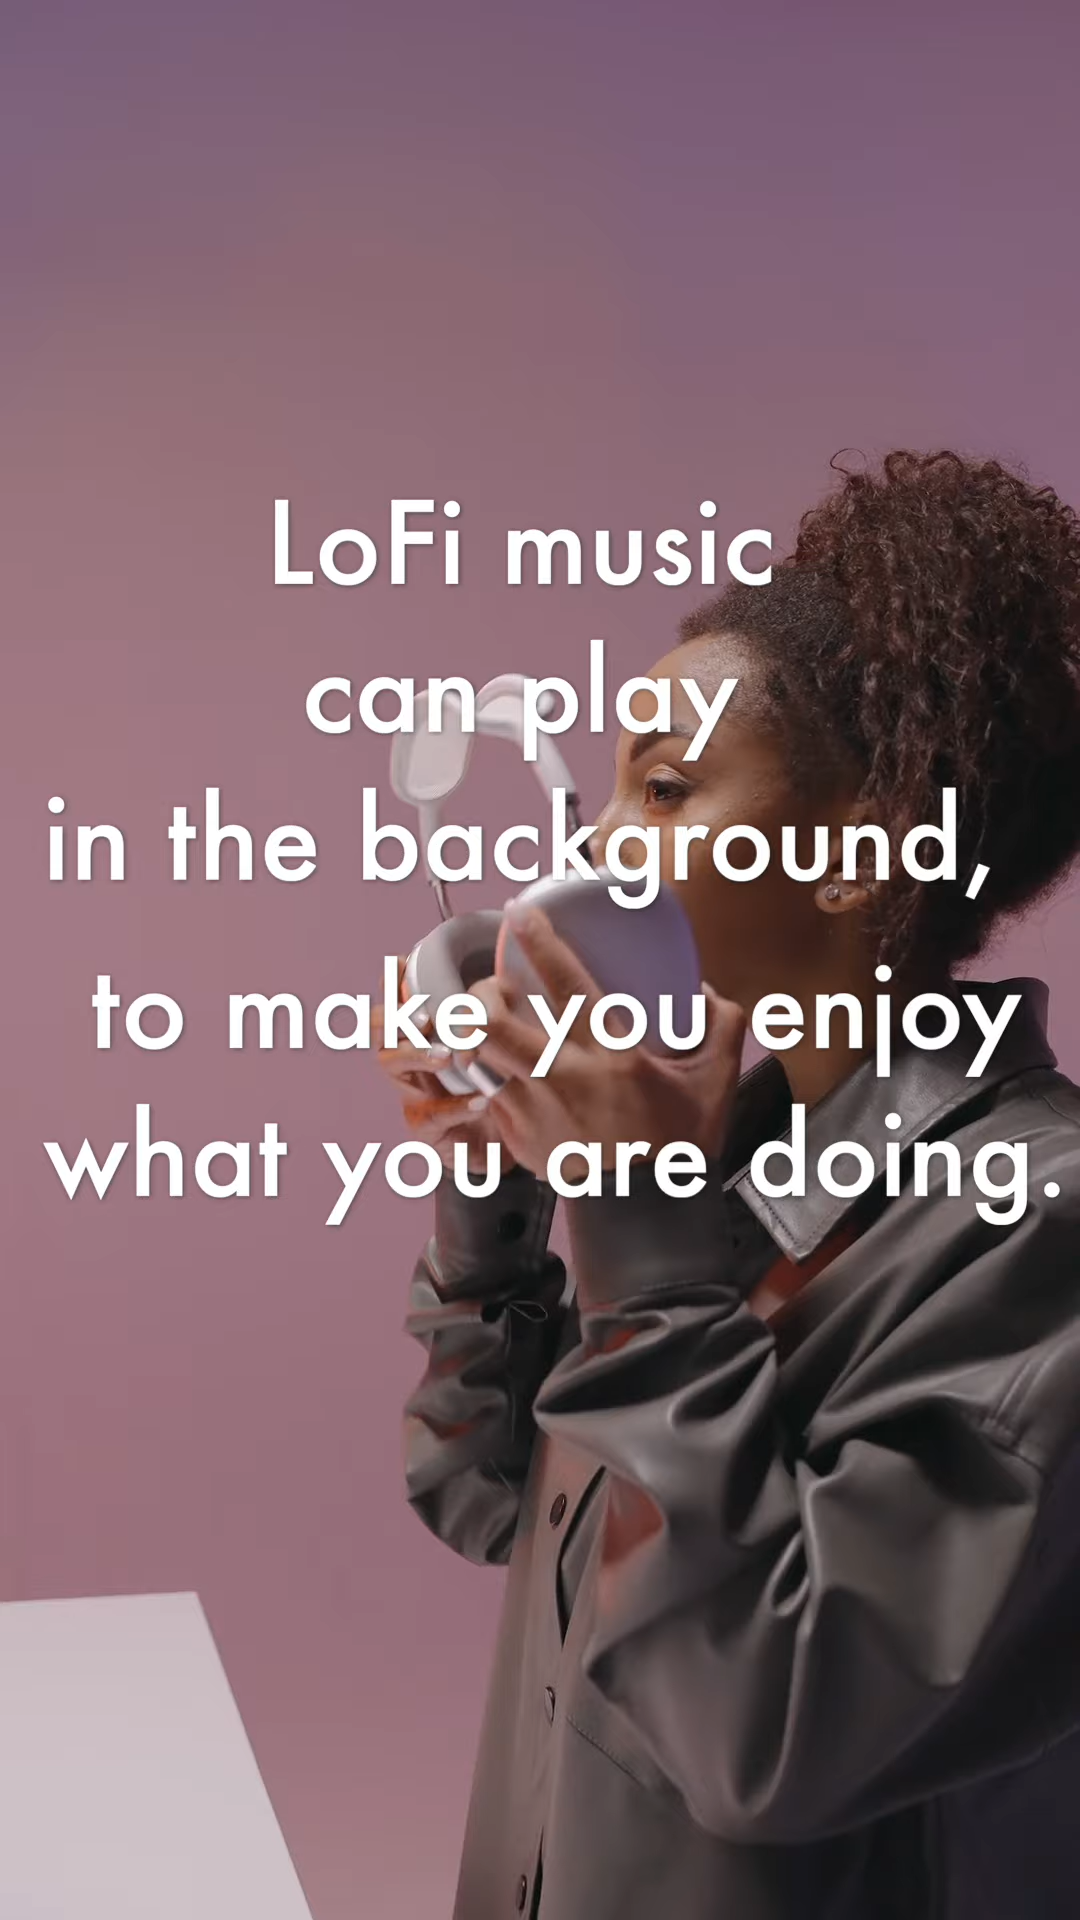 LoFi music
can play
in the background,
to make you enjoy
what you are doing.